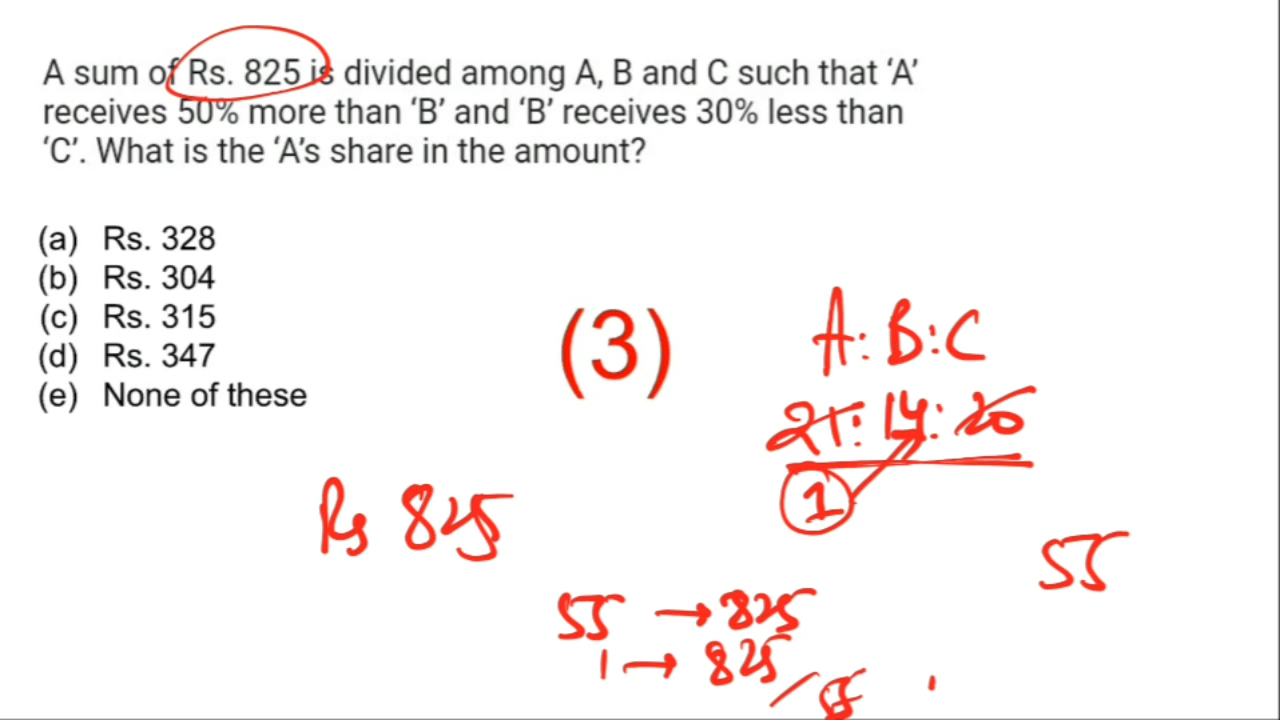 A sum of Rs. 825 is divided among A, B and C such that ‘A’
receives 50% more than ‘B’ and ‘B’ receives 30% less than
‘C’. What is the ‘A’s share in the amount?
(a) Rs. 328
(b) Rs. 304
(c) Rs. 315
(d) Rs. 347
(e) None of these
(3)
A:B:C
21:14:20
1
Rs 825
55
55 → 825
1 → 825/55